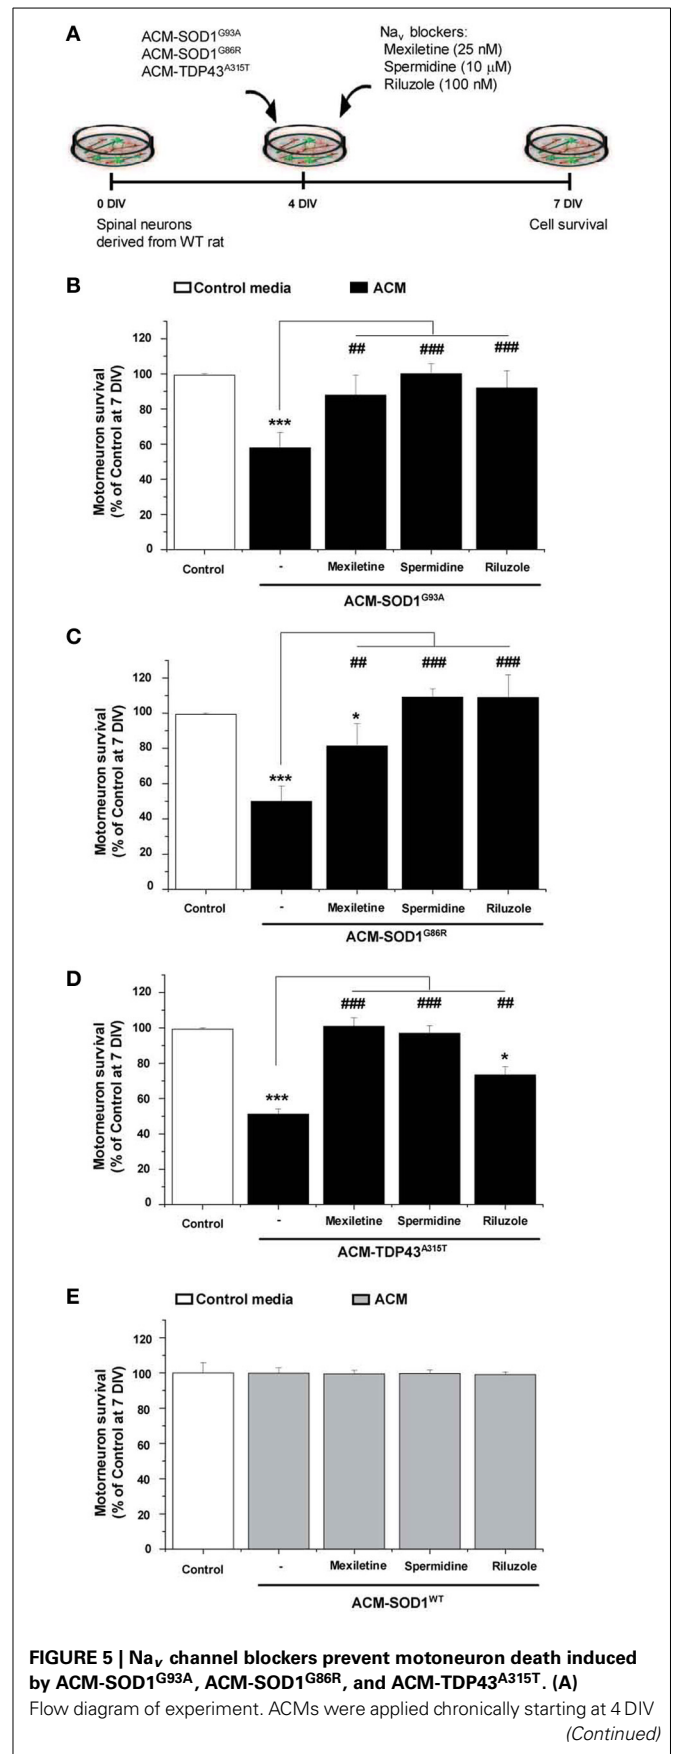 A
ACM-SOD1G93A
ACM-SOD1G86R
ACM-TDP43A315T
Nav blockers:
Mexiletine (25 nM)
Spermidine (10 μM)
Riluzole (100 nM)
0 DIV
4 DIV
7 DIV
Spinal neurons
derived from WT rat
Cell survival
B
Control media
ACM
Motorneuron survival
(% of Control at 7 DIV)
120
100
80
60
40
20
0
***
##
###
###
Control
-
Mexiletine
Spermidine
Riluzole
ACM-SOD1G93A
C
Motorneuron survival
(% of Control at 7 DIV)
120
100
80
60
40
20
0
***
*
##
###
###
Control
-
Mexiletine
Spermidine
Riluzole
ACM-SOD1G86R
D
Motorneuron survival
(% of Control at 7 DIV)
120
100
80
60
40
20
0
***
###
###
##
*
Control
-
Mexiletine
Spermidine
Riluzole
ACM-TDP43A315T
E
Control media
ACM
Motorneuron survival
(% of Control at 7 DIV)
120
100
80
60
40
20
0
Control
-
Mexiletine
Spermidine
Riluzole
ACM-SOD1WT
FIGURE 5 | Nav channel blockers prevent motoneuron death induced
by ACM-SOD1G93A, ACM-SOD1G86R, and ACM-TDP43A315T. (A)
Flow diagram of experiment. ACMs were applied chronically starting at 4 DIV
(Continued)